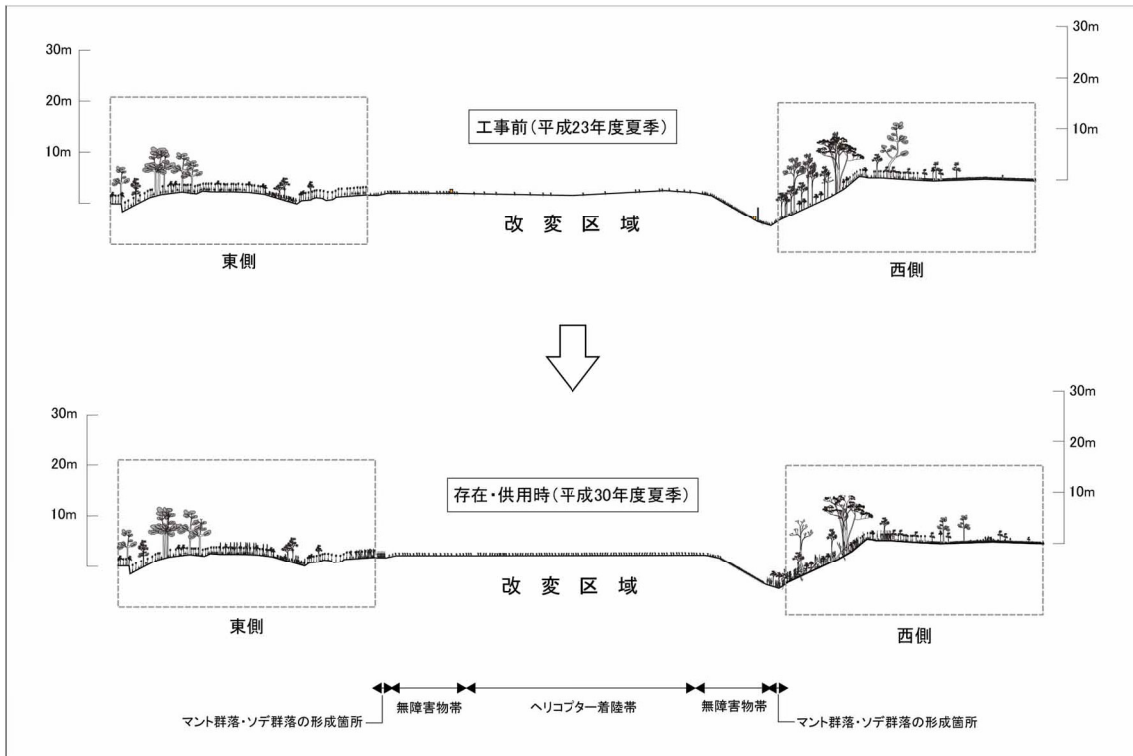 30m
20m
10m
工事前(平成23年度夏季)
30m
20m
10m
改変区域
東側
西側
30m
20m
10m
存在・供用時(平成30年度夏季)
30m
20m
10m
改変区域
東側
西側
マント群落・ソデ群落の形成箇所
無障害物帯
ヘリコプター着陸帯
無障害物帯
マント群落・ソデ群落の形成箇所